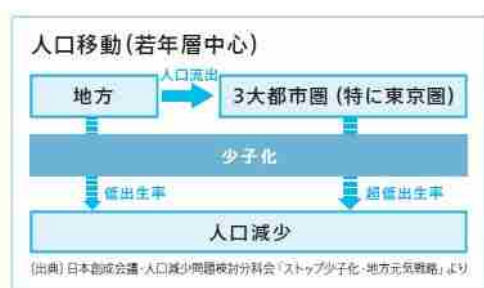 人口移動(若年層中心)
人口流出
地方
3大都市圏(特に東京圏)
少子化
低出生率
超低出生率
人口減少
(出典)日本創成会議・人口減少問題検討分科会「ストップ少子化・地方元気戦略」より